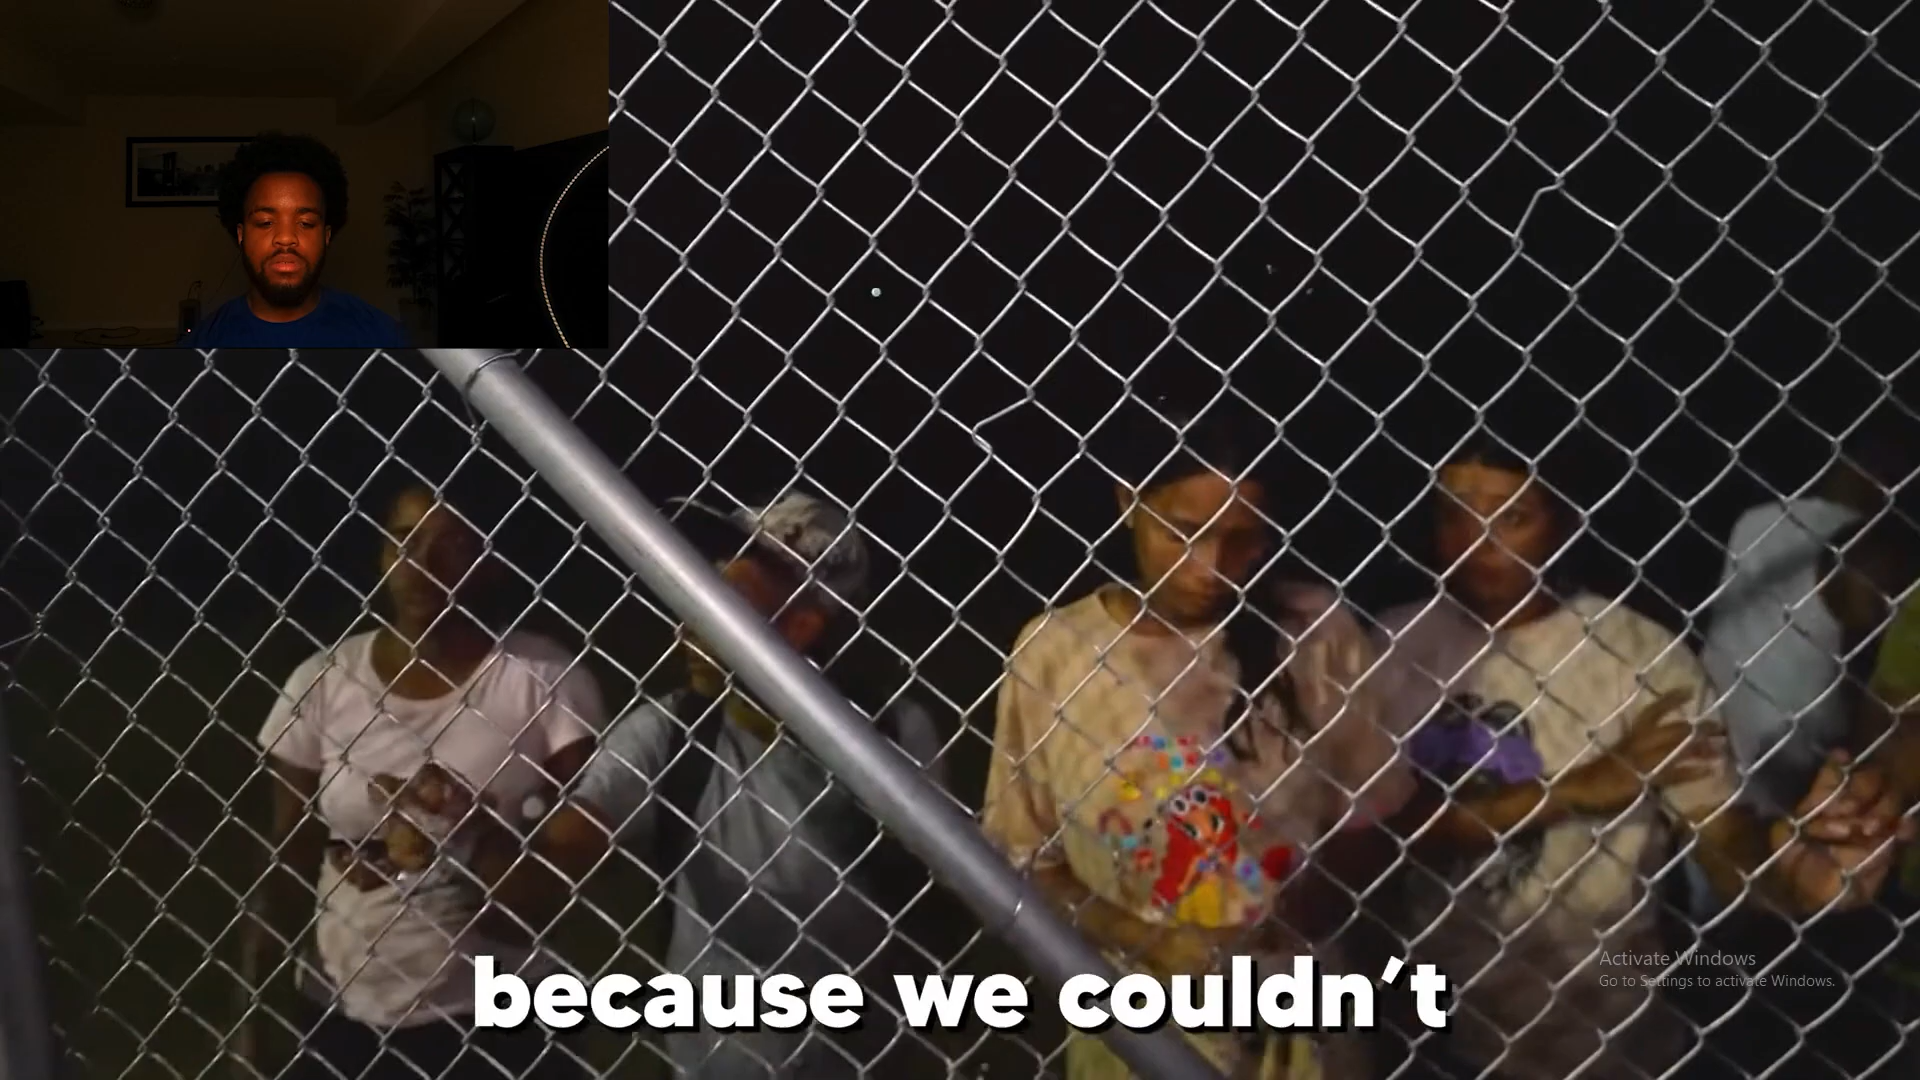 Activate Windows
Go to Settings to activate Windows.
because we couldn't